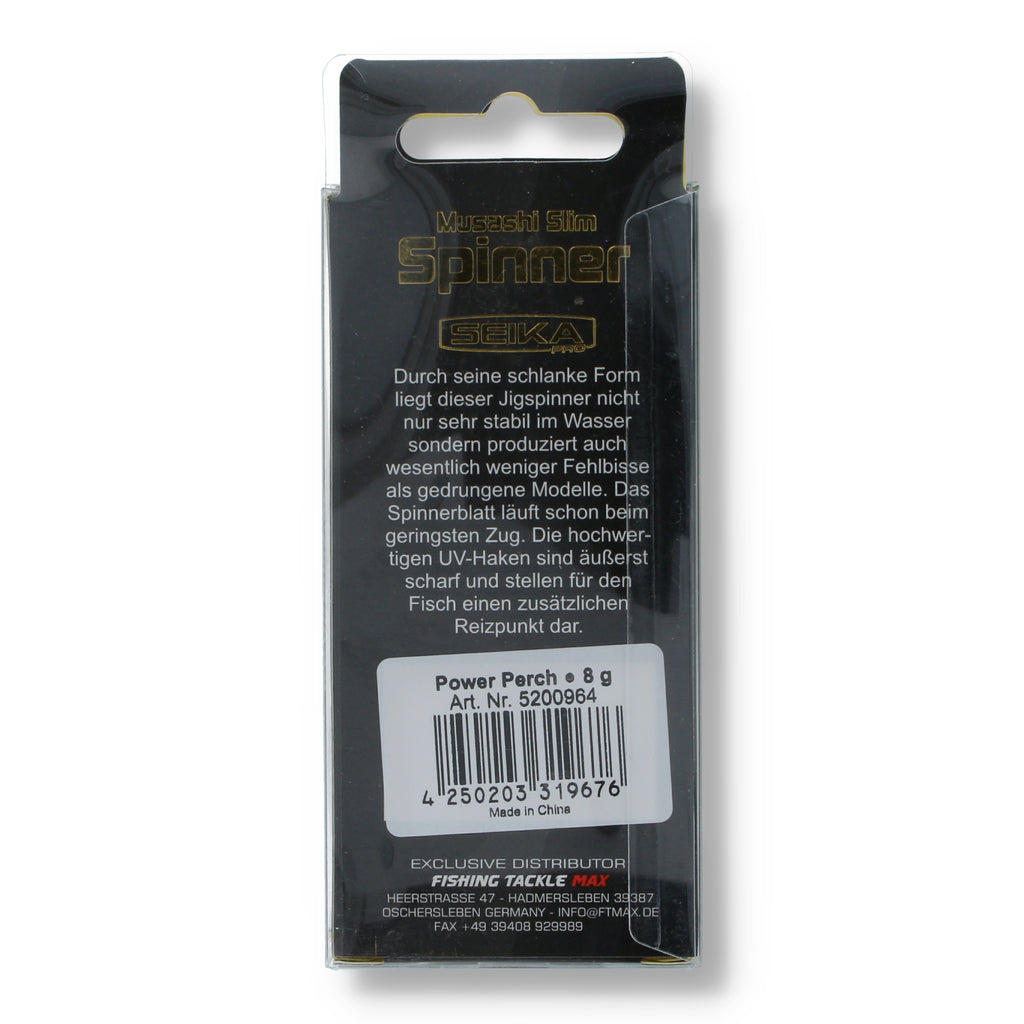 Musashi Slim
Spinner
SEIKA
PRO
Durch seine schlanke Form
liegt dieser Jigspinner nicht
nur sehr stabil im Wasser
sondern produziert auch
wesentlich weniger Fehlbisse
als gedrungene Modelle. Das
Spinnerblatt läuft schon beim
geringsten Zug. Die hochwer-
tigen UV-Haken sind äußerst
scharf und stellen für den
Fisch einen zusätzlichen
Reizpunkt dar.
Power Perch • 8 g
Art. Nr. 5200964
4 250203 319676
Made in China
EXCLUSIVE DISTRIBUTOR
FISHING TACKLE MAX
HEERSTRASSE 47 - HADMERSLEBEN 39387
OSCHERSLEBEN GERMANY - INFO@FTMAX.DE
FAX +49 39408 929989